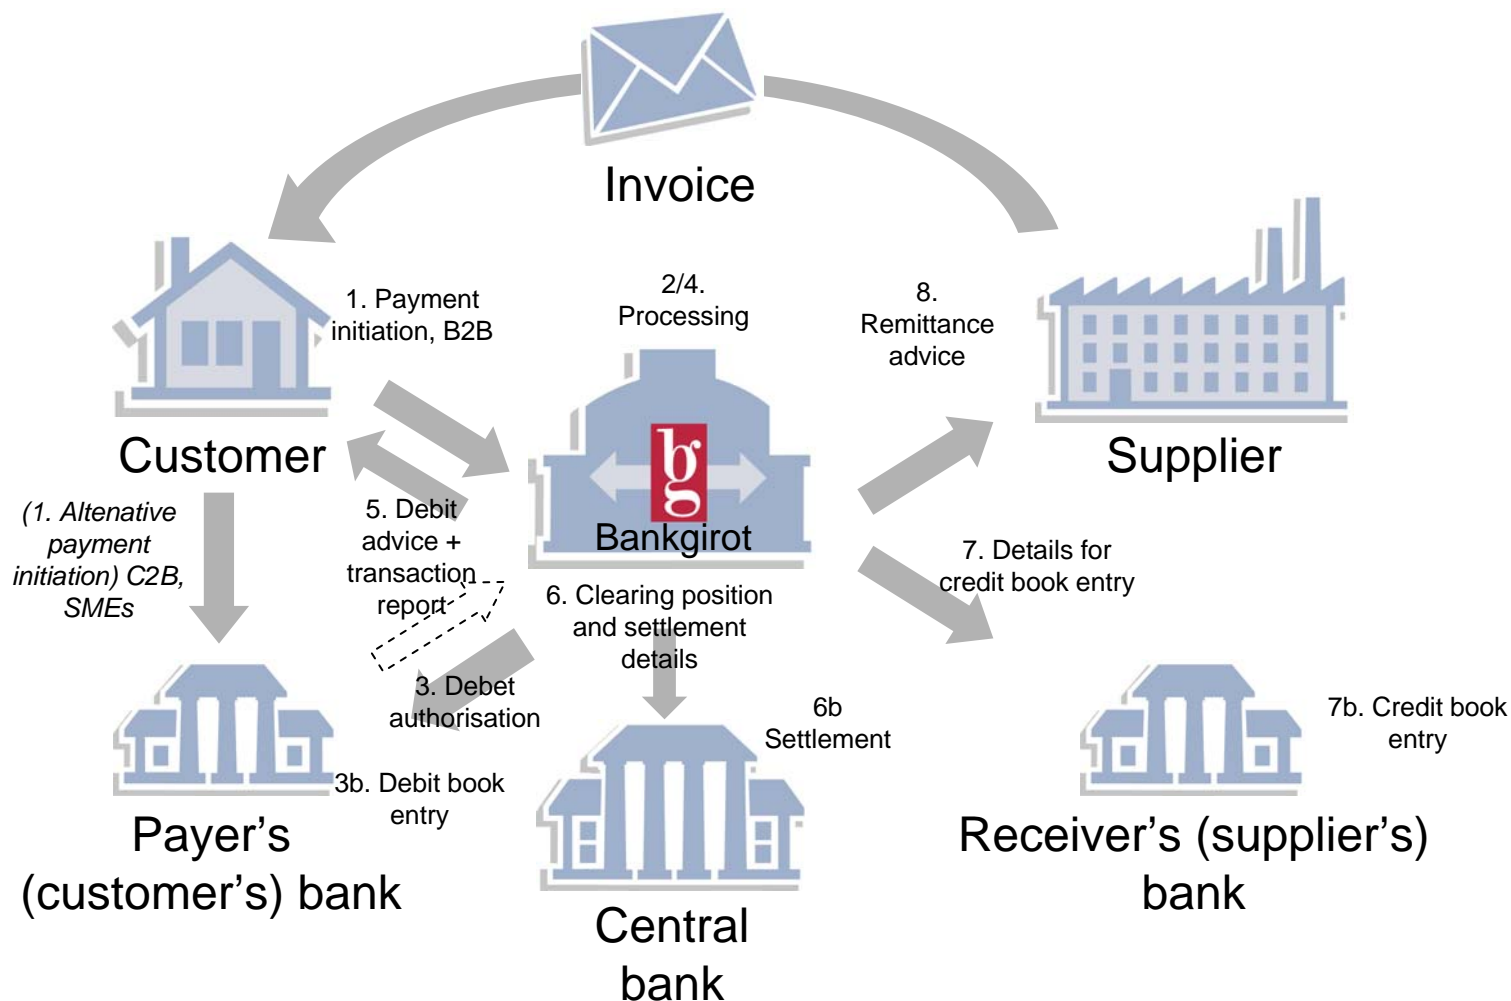 Invoice
1. Payment
initiation, B2B
2/4.
Processing
8.
Remittance
advice
Customer
bg
Bankgirot
Supplier
(1. Altenative
payment
initiation) C2B,
SMEs
5. Debit
advice +
transaction
report
6. Clearing position
and settlement
details
7. Details for
credit book entry
3. Debet
authorisation
6b
Settlement
7b. Credit book
entry
3b. Debit book
entry
Payer's
(customer's) bank
Central
bank
Receiver's (supplier's)
bank